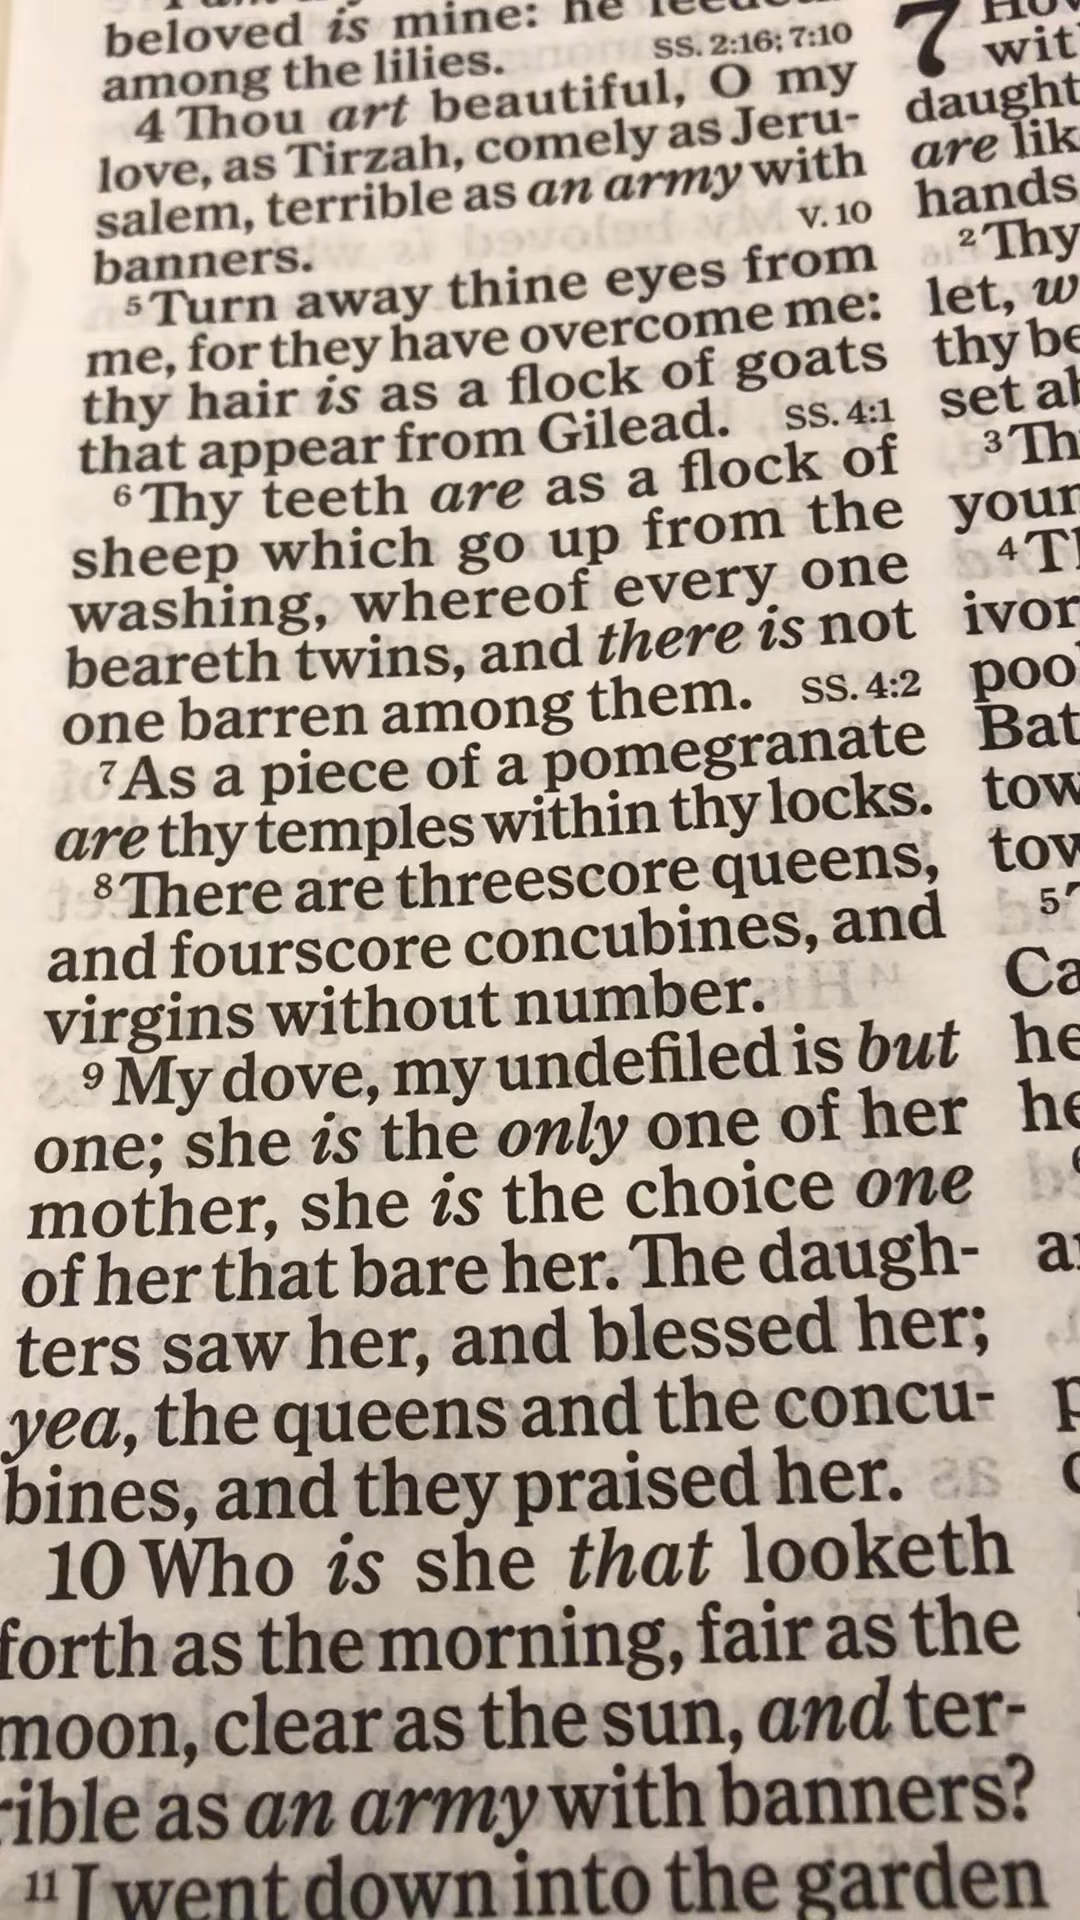 beloved is mine: he
among the lilies. SS. 2:16; 7:10
4 Thou art beautiful, O my
love, as Tirzah, comely as Jeru-
salem, terrible as an army with
banners. V. 10
5 Turn away thine eyes from
me, for they have overcome me:
thy hair is as a flock of goats
that appear from Gilead. SS. 4:1
6 Thy teeth are as a flock of
sheep which go up from the
washing, whereof every one
beareth twins, and there is not
one barren among them. SS. 4:2
7 As a piece of a pomegranate
are thy temples within thy locks.
8 There are threescore queens,
and fourscore concubines, and
virgins without number.
9 My dove, my undefiled is but
one; she is the only one of her
mother, she is the choice one
of her that bare her. The daugh-
ters saw her, and blessed her;
yea, the queens and the concu-
bines, and they praised her.
10 Who is she that looketh
forth as the morning, fair as the
moon, clear as the sun, and ter-
rible as an army with banners?
11 I went down into the garden
7
wit
daught
are lik
hands
2 Thy
let, w
thy be
set al
3 Th
your
4 Tl
ivor
poo
Bat
tow
tow
5
Ca
he
he